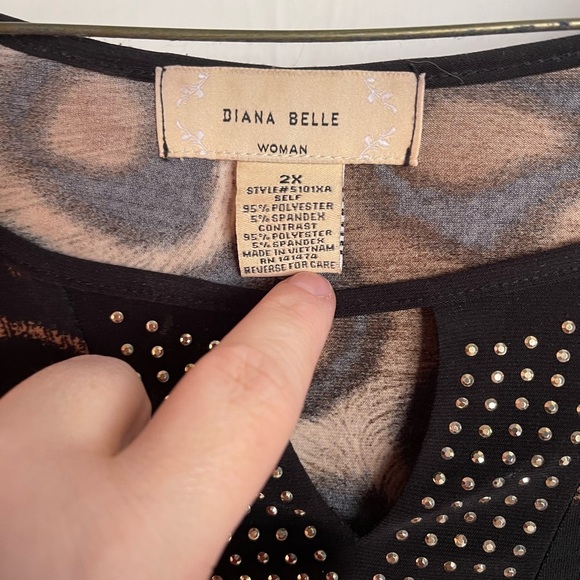 DIANA BELLE
WOMAN
2X
STYLE# 5101XA
SELF
95% POLYESTER
5% SPANDEX
CONTRAST
95% POLYESTER
5% SPANDEX
MADE IN VIETNAM
RN 141474
REVERSE FOR CARE